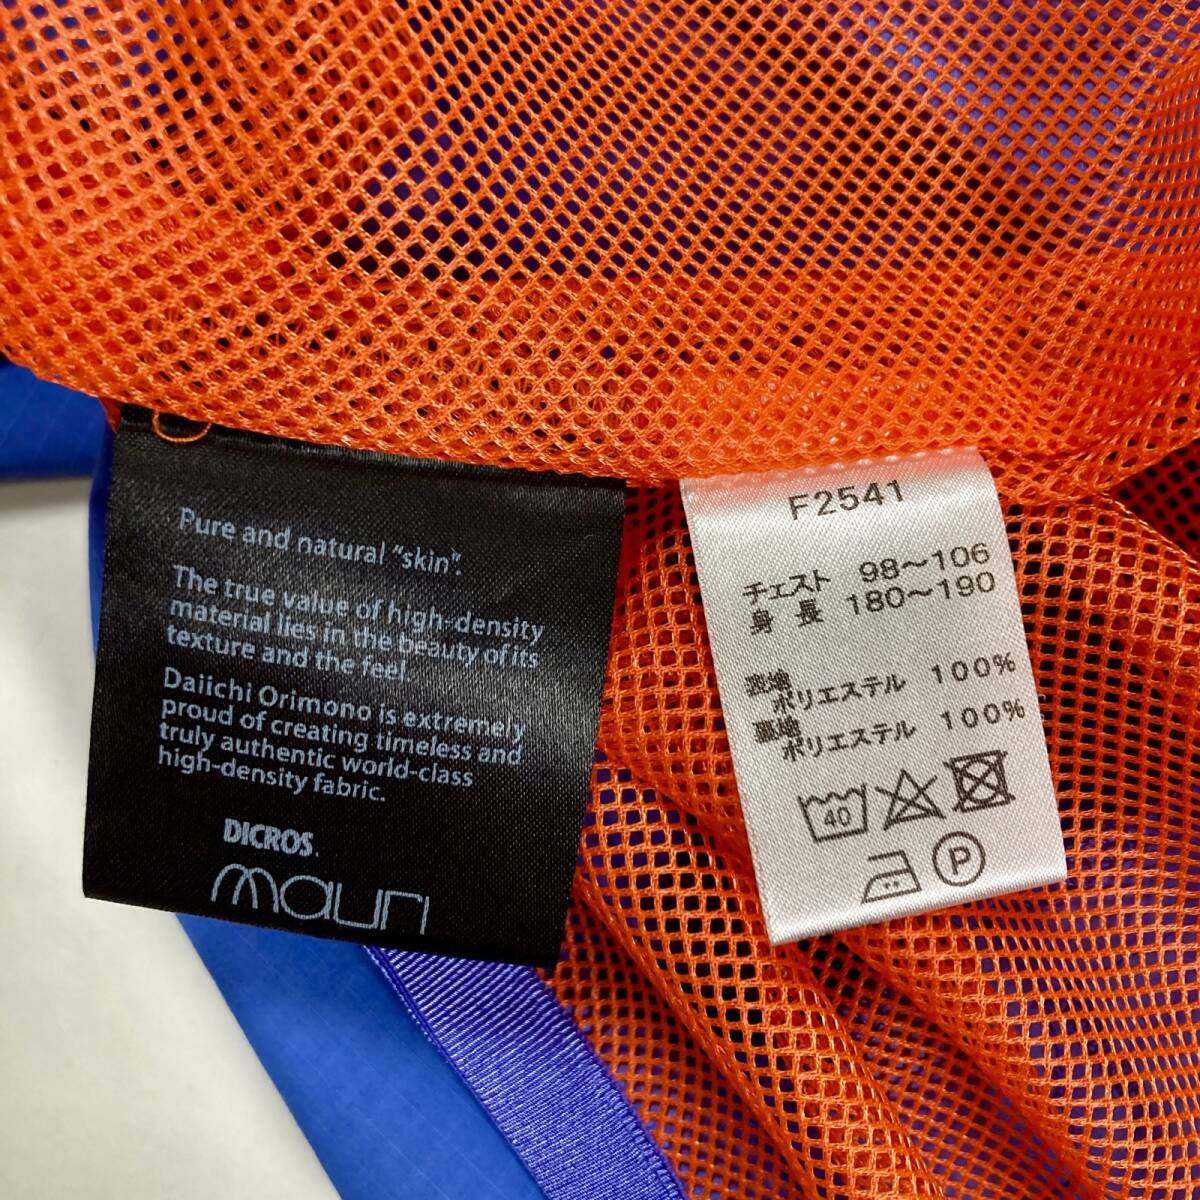 Pure and natural "skin".
The true value of high-density
material lies in the beauty of its
texture and the feel.
Daiichi Orimono is extremely
proud of creating timeless and
truly authentic world-class
high-density fabric.
DICROS.
mauri
F2541
チェスト 98〜106
身 長 180〜190
表地
ポリエステル 100%
裏地
ポリエステル 100%
40
P